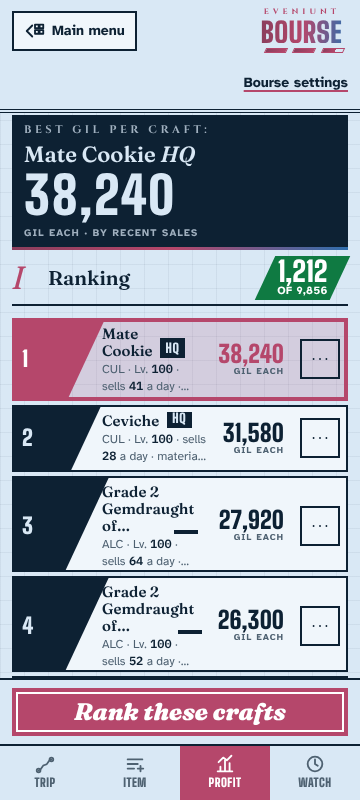 Main menu
EVENIUNT
BOURSE
Bourse settings
BEST GIL PER CRAFT:
Mate Cookie HQ
38,240
GIL EACH · BY RECENT SALES
I Ranking
1,212
OF 9,856
1
Mate
Cookie HQ
CUL · Lv. 100 ·
sells 41 a day ·...
38,240
GIL EACH
...
2
Ceviche HQ
CUL · Lv. 100 · sells
28 a day · materia...
31,580
GIL EACH
...
3
Grade 2
Gemdraught
of...
ALC · Lv. 100 ·
sells 64 a day ·...
27,920
GIL EACH
...
4
Grade 2
Gemdraught
of...
ALC · Lv. 100 ·
sells 52 a day ·...
26,300
GIL EACH
...
Rank these crafts
TRIP
ITEM
PROFIT
WATCH